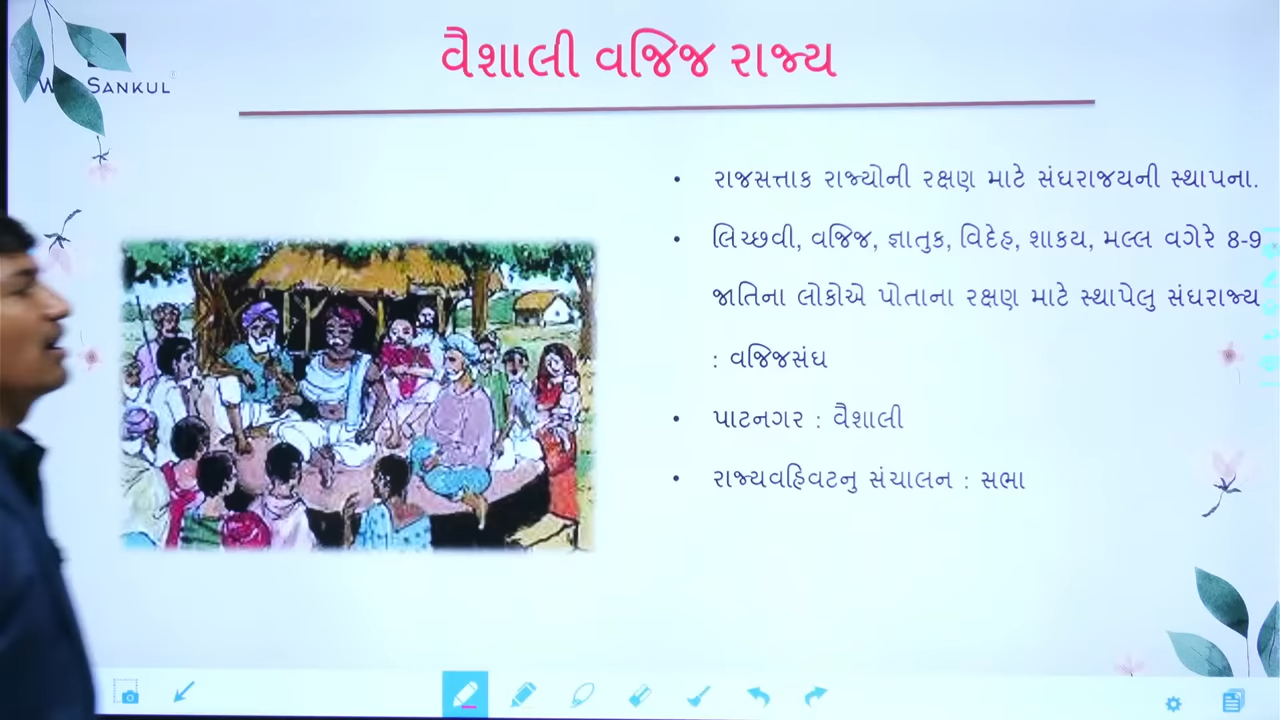 વૈશાલી વજિજ રાજ્ય
SANKUL
• રાજસત્તાક રાજ્યોની રક્ષણ માટે સંઘરાજયની સ્થાપના.
• લિચ્છવી, વજિજ, જ્ઞાતુક, વિદેહ, શાકય, મલ્લ વગેરે 8-9
જાતિના લોકોએ પોતાના રક્ષણ માટે સ્થાપેલુ સંઘરાજ્ય
: વજિજસંઘ
• પાટનગર : વૈશાલી
• રાજ્યવહિવટનુ સંચાલન : સભા